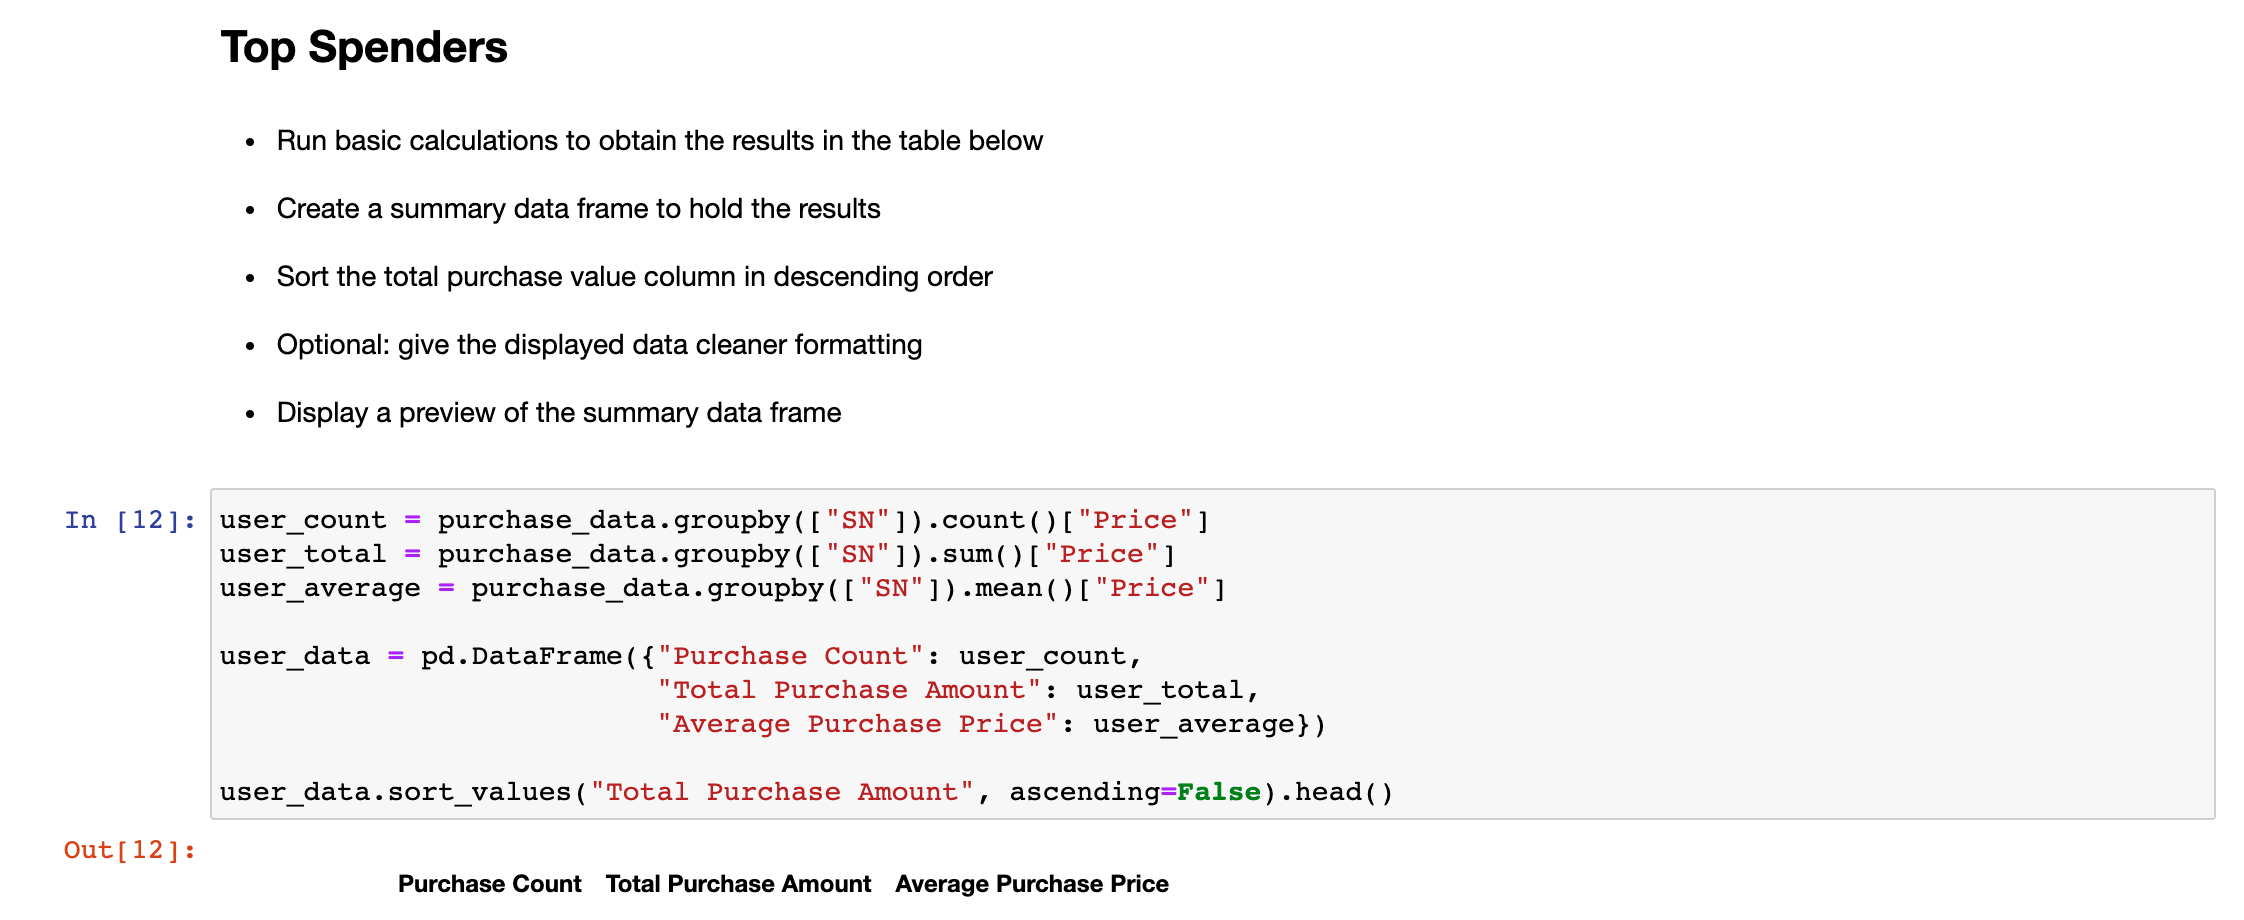 Top Spenders
• Run basic calculations to obtain the results in the table below
• Create a summary data frame to hold the results
• Sort the total purchase value column in descending order
• Optional: give the displayed data cleaner formatting
• Display a preview of the summary data frame
In [12]: user_count = purchase_data.groupby(["SN"]).count()["Price"]
user_total = purchase_data.groupby(["SN"]).sum()["Price"]
user_average = purchase_data.groupby(["SN"]).mean()["Price"]
user_data = pd.DataFrame({"Purchase Count": user_count,
"Total Purchase Amount": user_total,
"Average Purchase Price": user_average})
user_data.sort_values("Total Purchase Amount", ascending=False).head()
Out[12]:
Purchase Count Total Purchase Amount Average Purchase Price